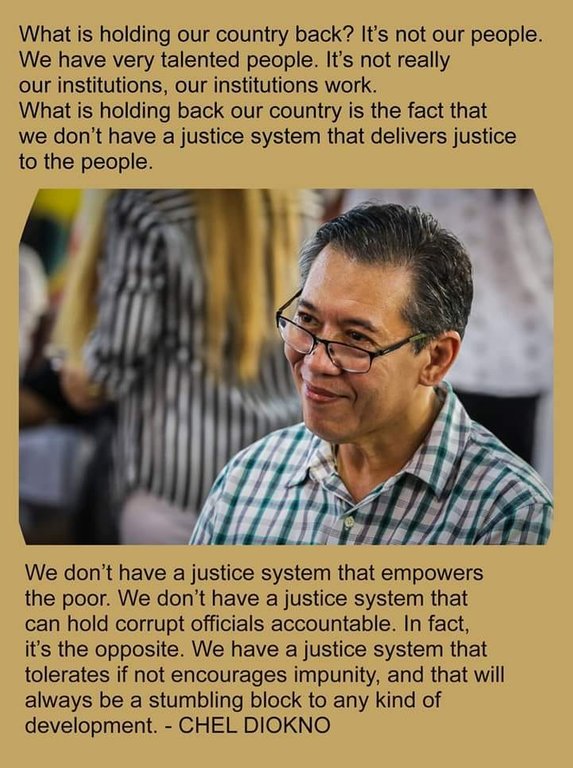 What is holding our country back? It's not our people.
We have very talented people. It's not really
our institutions, our institutions work.
What is holding back our country is the fact that
we don't have a justice system that delivers justice
to the people.
We don't have a justice system that empowers
the poor. We don't have a justice system that
can hold corrupt officials accountable. In fact,
it's the opposite. We have a justice system that
tolerates if not encourages impunity, and that will
always be a stumbling block to any kind of
development. - CHEL DIOKNO